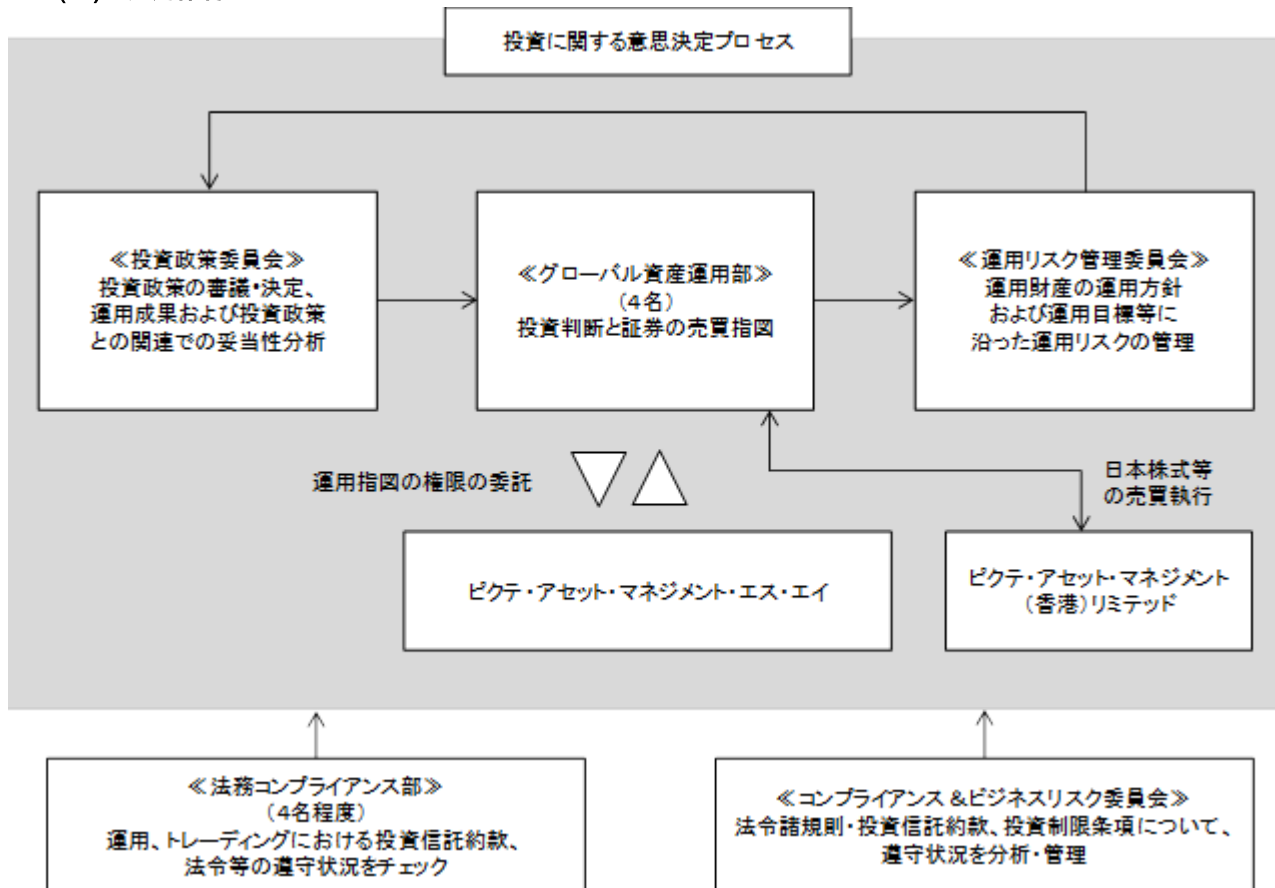 投資に関する意思決定プロセス
≪投資政策委員会≫
投資政策の審議・決定、
運用成果および投資政策
との関連での妥当性分析
≪グローバル資産運用部≫
(4名)
投資判断と証券の売買指図
≪運用リスク管理委員会≫
運用財産の運用方針
および運用目標等に
沿った運用リスクの管理
運用指図の権限の委託
日本株式等
の売買執行
ピクテ・アセット・マネジメント・エス・エイ
ピクテ・アセット・マネジメント
(香港)リミテッド
≪法務コンプライアンス部≫
(4名程度)
運用、トレーディングにおける投資信託約款、
法令等の遵守状況をチェック
≪コンプライアンス&ビジネスリスク委員会≫
法令諸規則・投資信託約款、投資制限条項について、
遵守状況を分析・管理